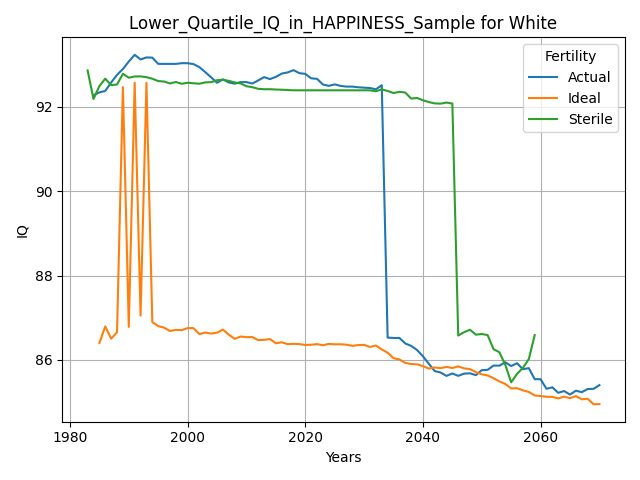 Lower_Quartile_IQ_in_HAPPINESS_Sample for White
Fertility
Actual
Ideal
Sterile
IQ
92
90
88
86
1980
2000
2020
2040
2060
Years